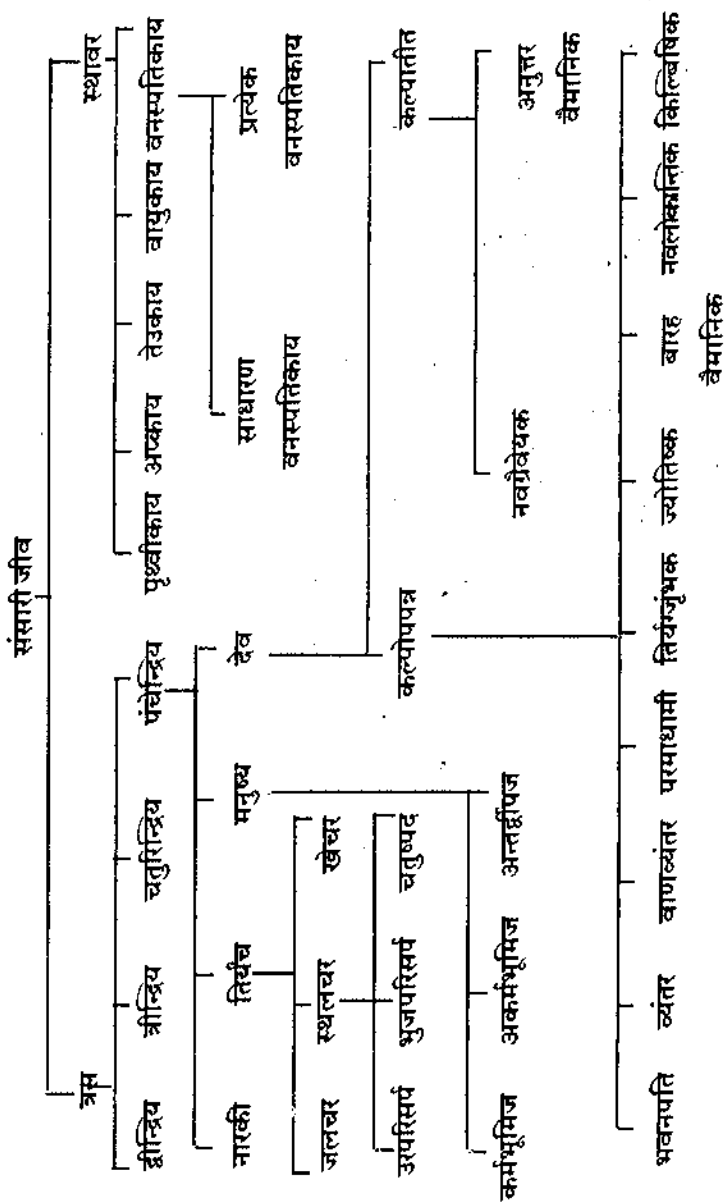 संसारी जीव
त्रस स्थावर
द्वीन्द्रिय त्रीन्द्रिय चतुरिन्द्रिय पंचेन्द्रिय पृथ्वीकाय अप्काय तेउकाय वायुकाय वनस्पतिकाय
नारकी तिर्यंच मनुष्य देव साधारण प्रत्येक
वनस्पतिकाय वनस्पतिकाय
जलचर स्थलचर खेचर
उरपरिसर्प भुजपरिसर्प चतुष्पद कल्पोपपन्न कल्पातीत
कर्मभूमिज अकर्मभूमिज अन्तर्द्वीपज नवग्रैवेयक अनुत्तर
वैमानिक
भवनपति व्यंतर वाणव्यंतर परमाधामी तिर्यग्जृंभक ज्योतिष्क बारह नवलोकान्तिक किल्विषिक
वैमानिक